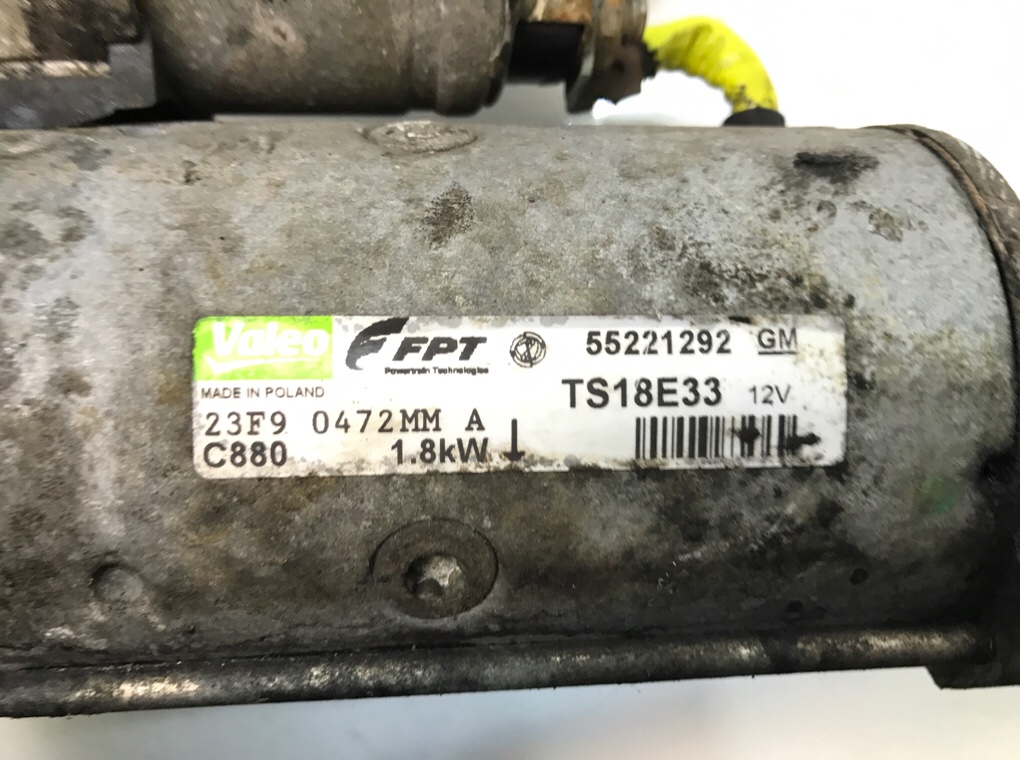 Valeo FPT 55221292 GM
Powertrain Technologies
MADE IN POLAND TS18E33 12V
23F9 0472MM A
C880 1.8kW